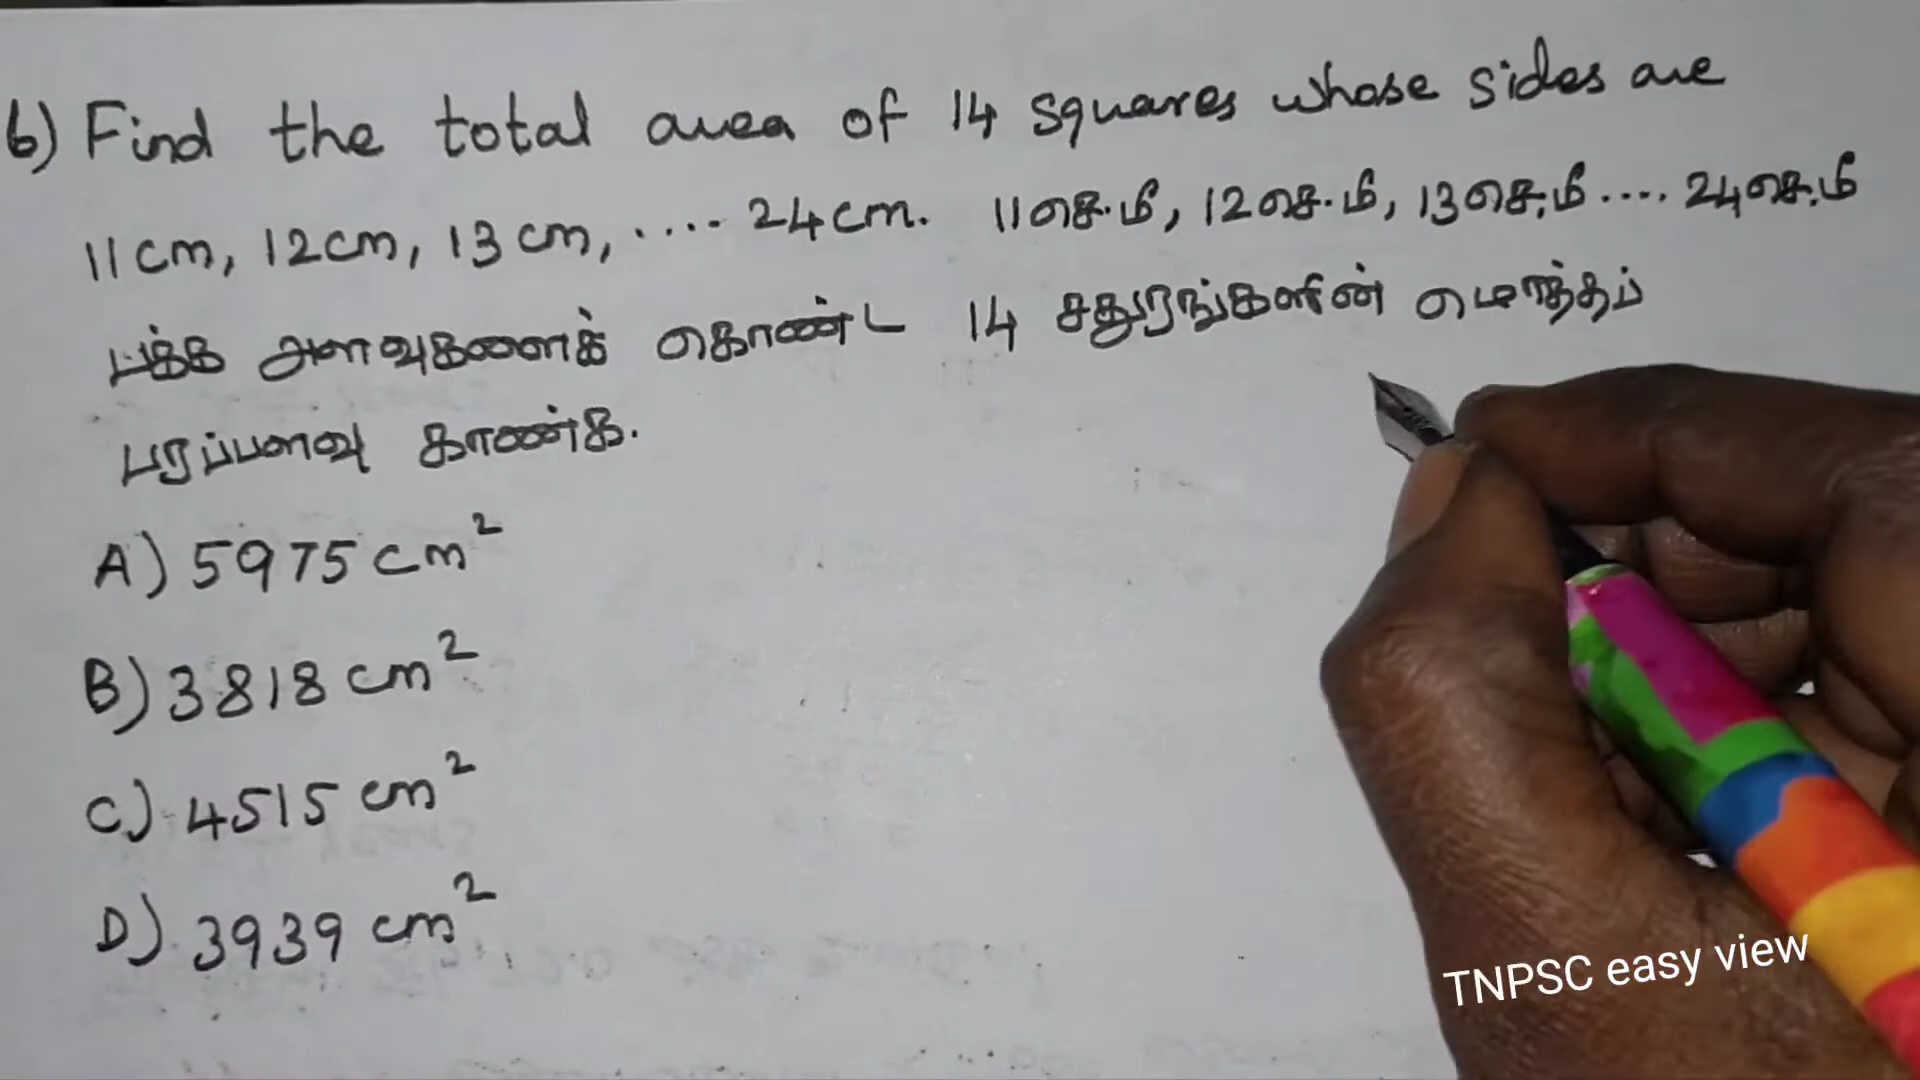 6) Find the total area of 14 squares whose sides are
11cm, 12cm, 13cm, .... 24cm. 11செ.மீ, 12செ.மீ, 13செ.மீ.... 24செ.மீ
பக்க அளவுகளைக் கொண்ட 14 சதுரங்களின் மொத்தப்
பரப்பளவு காண்க.
A) 5975 cm²
B) 3818 cm²
C) 4515 cm²
D) 3939 cm²
TNPSC easy view